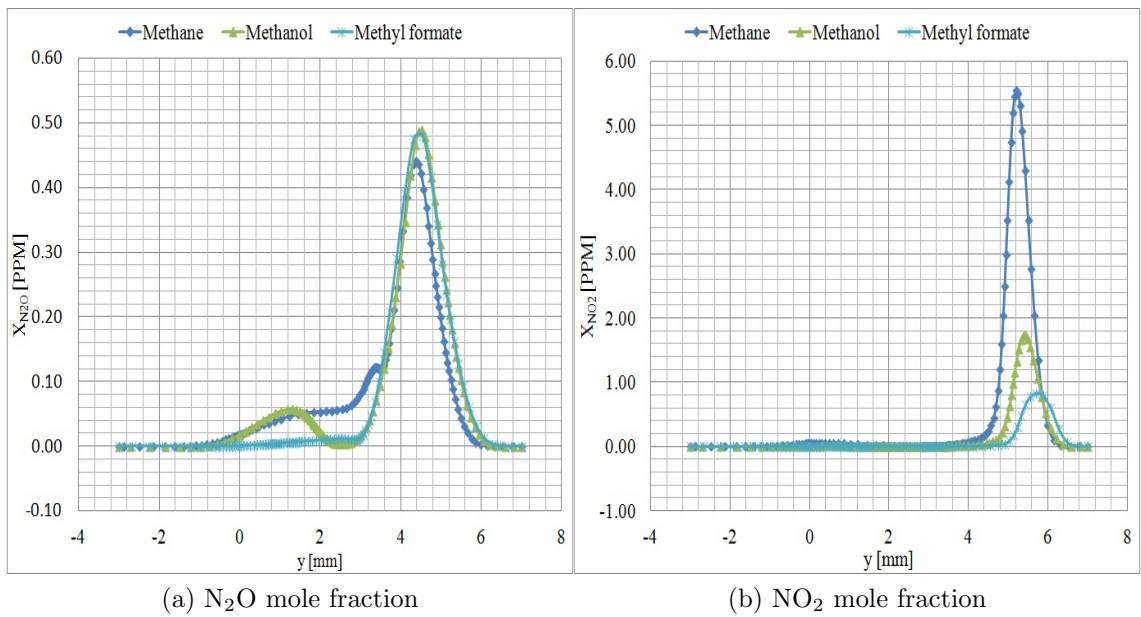 Methane Methanol Methyl formate
0.60
0.50
0.40
0.30
0.20
0.10
0.00
-0.10
X_N2O [PPM]
-4 -2 0 2 4 6 8
y [mm]
(a) N₂O mole fraction
Methane Methanol Methyl formate
6.00
5.00
4.00
3.00
2.00
1.00
0.00
-1.00
X_NO2 [PPM]
-4 -2 0 2 4 6 8
y [mm]
(b) NO₂ mole fraction